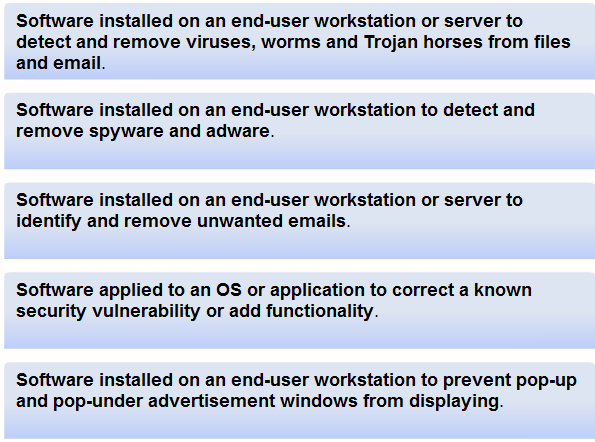 Software installed on an end-user workstation or server to
detect and remove viruses, worms and Trojan horses from files
and email.
Software installed on an end-user workstation to detect and
remove spyware and adware.
Software installed on an end-user workstation or server to
identify and remove unwanted emails.
Software applied to an OS or application to correct a known
security vulnerability or add functionality.
Software installed on an end-user workstation to prevent pop-up
and pop-under advertisement windows from displaying.